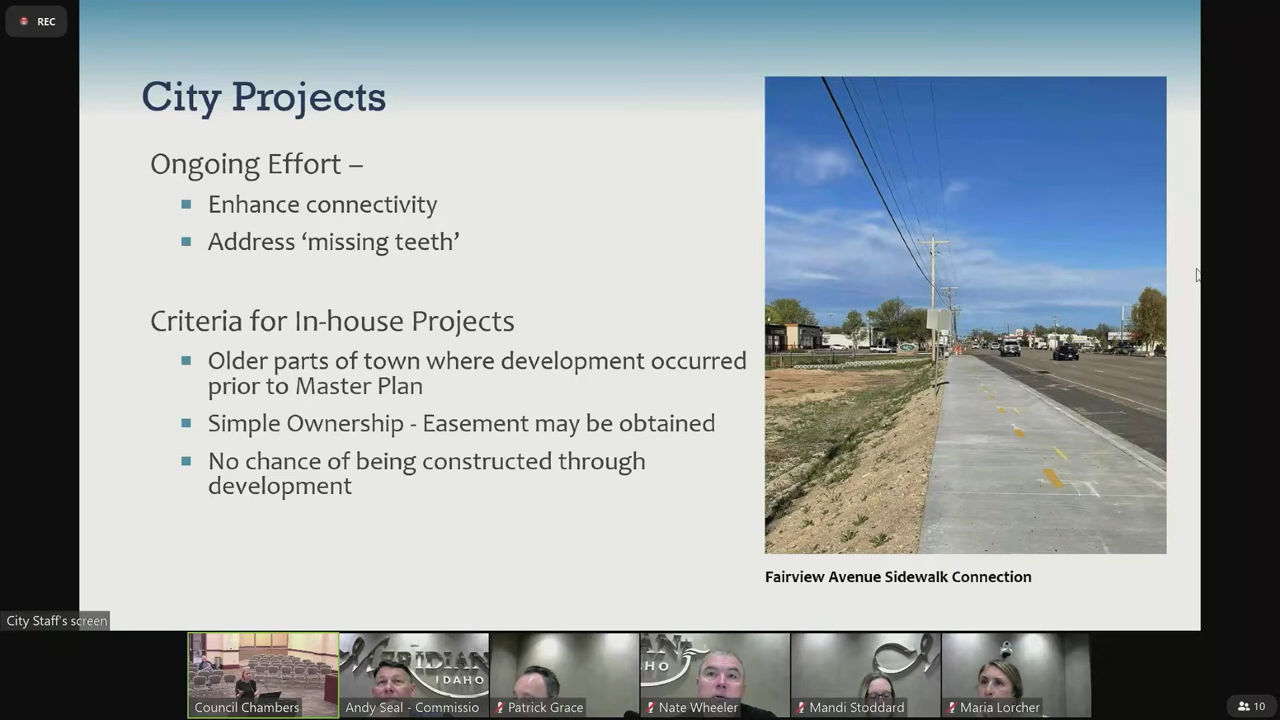 REC
City Projects
Ongoing Effort –
Enhance connectivity
Address ‘missing teeth’
Criteria for In-house Projects
Older parts of town where development occurred
prior to Master Plan
Simple Ownership - Easement may be obtained
No chance of being constructed through
development
Fairview Avenue Sidewalk Connection
City Staff's screen
MERIDIAN
IDAHO
Council Chambers
Andy Seal - Commissio
Patrick Grace
Nate Wheeler
Mandi Stoddard
Maria Lorcher
10